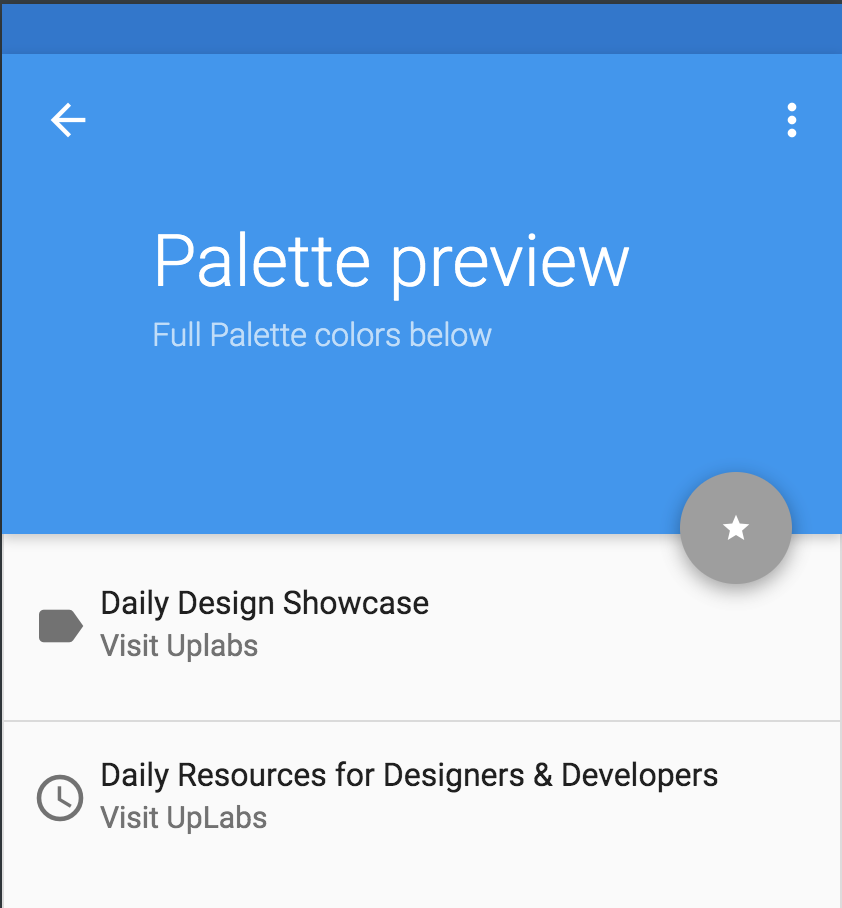 Palette preview
Full Palette colors below
Daily Design Showcase
Visit Uplabs
Daily Resources for Designers & Developers
Visit UpLabs